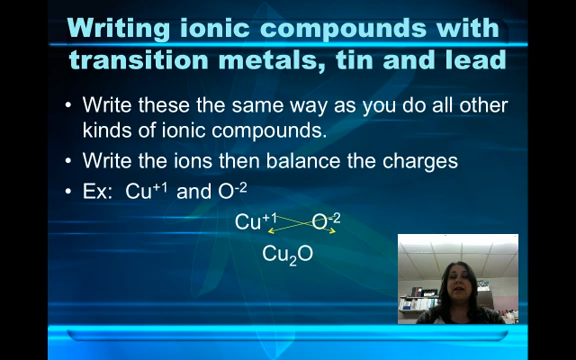 Writing ionic compounds with
transition metals, tin and lead
• Write these the same way as you do all other
kinds of ionic compounds.
• Write the ions then balance the charges
• Ex: Cu⁺¹ and O⁻²
Cu⁺¹ O⁻²
Cu₂O